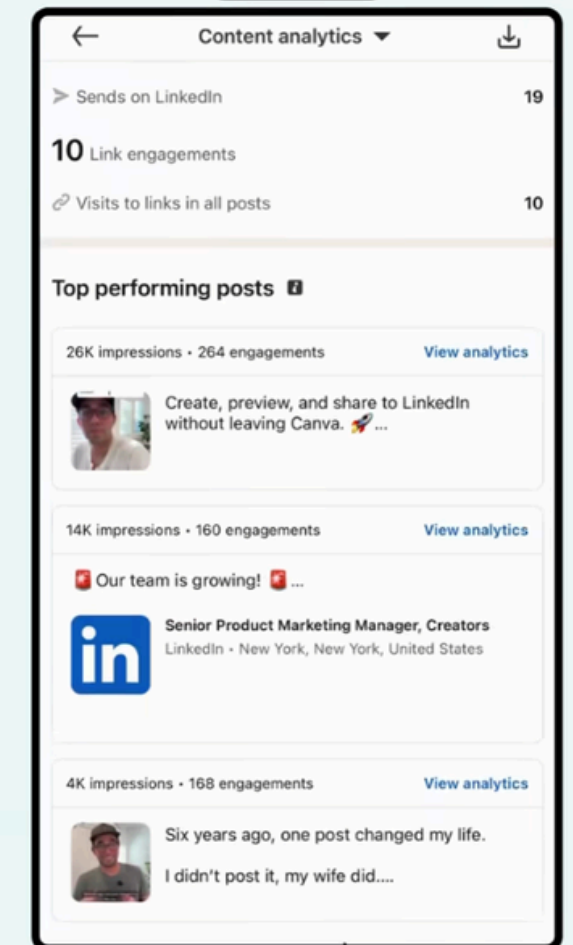 Content analytics
Sends on LinkedIn 19
10 Link engagements
Visits to links in all posts 10
Top performing posts
26K impressions • 264 engagements View analytics
Create, preview, and share to LinkedIn
without leaving Canva. 🚀...
14K impressions • 160 engagements View analytics
🚨 Our team is growing! 🚨...
in
Senior Product Marketing Manager, Creators
LinkedIn • New York, New York, United States
4K impressions • 168 engagements View analytics
Six years ago, one post changed my life.
I didn't post it, my wife did....